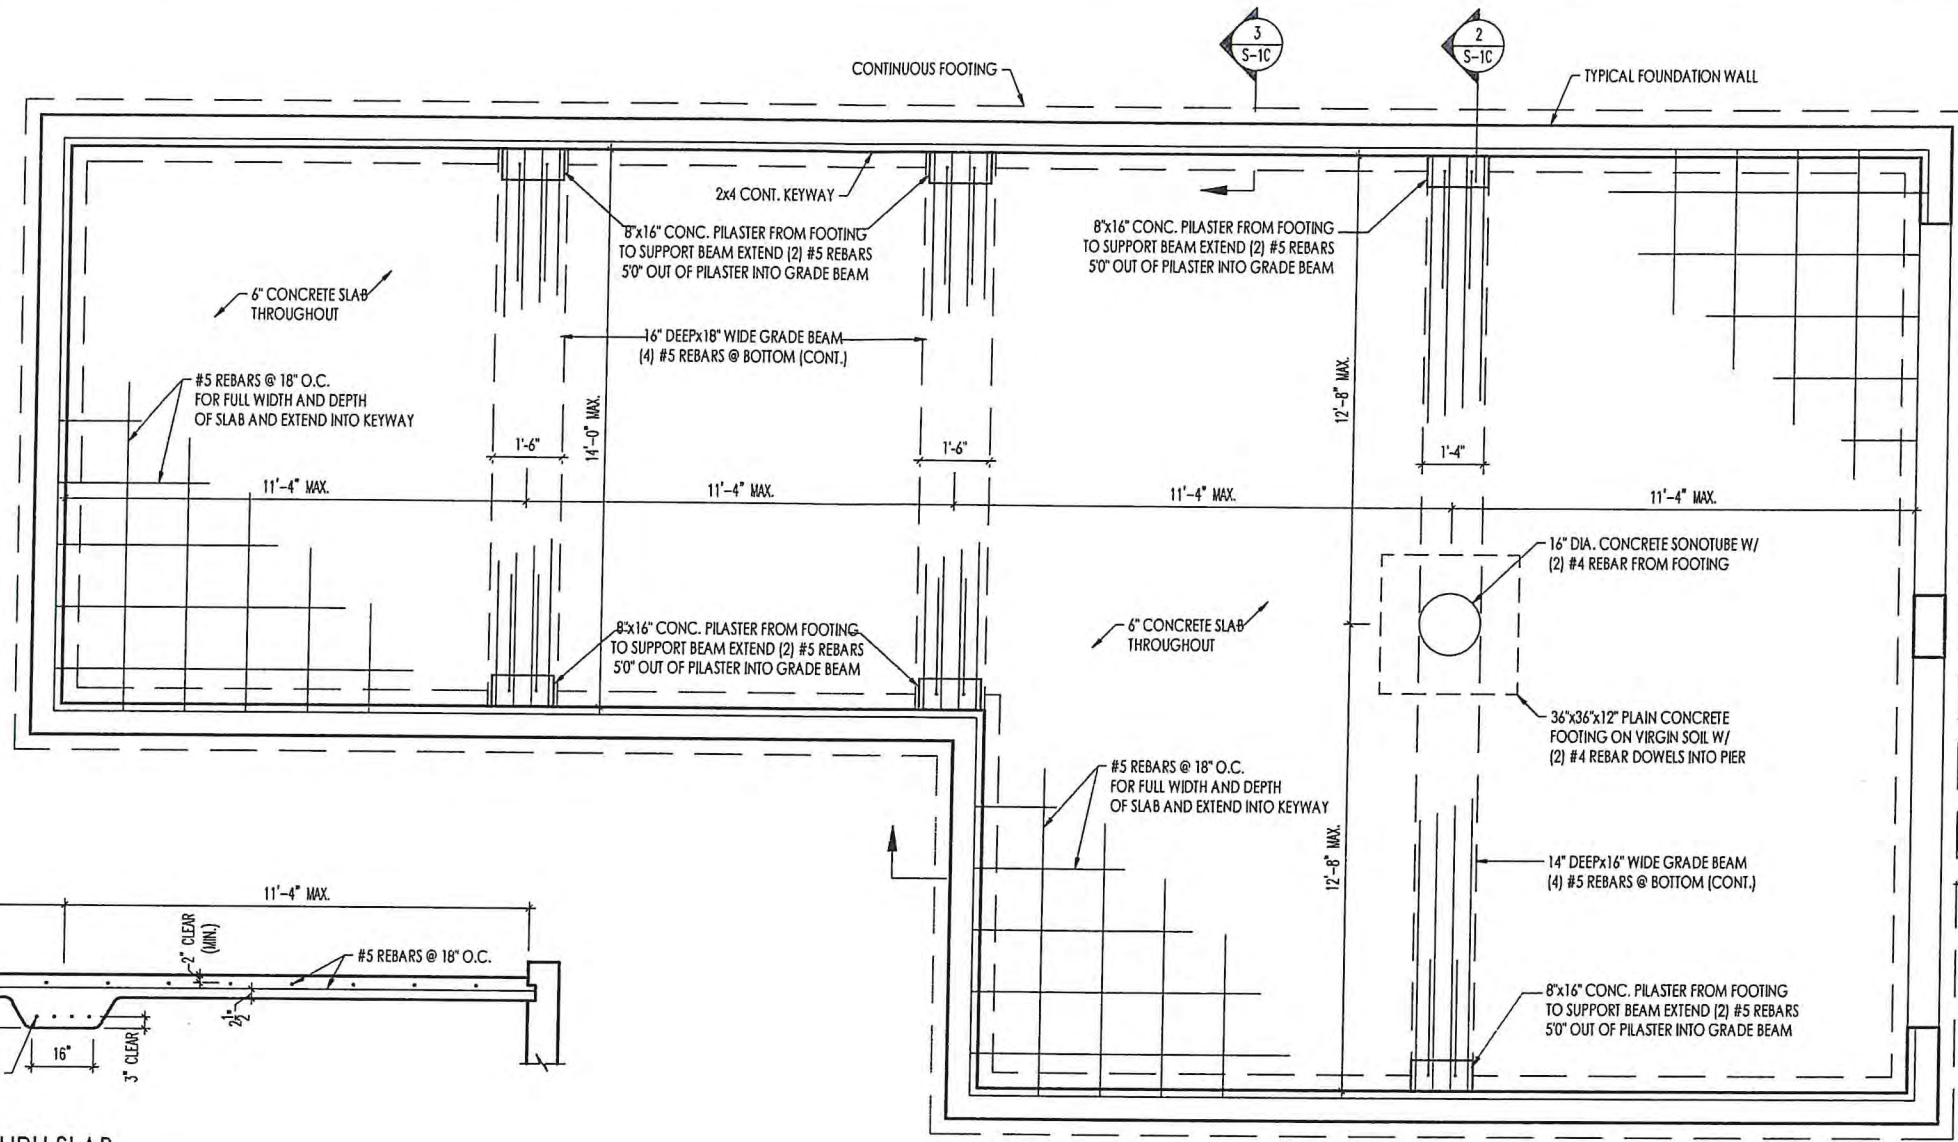 3
S-1C
2
S-1C
CONTINUOUS FOOTING
TYPICAL FOUNDATION WALL
2x4 CONT. KEYWAY
8"x16" CONC. PILASTER FROM FOOTING
TO SUPPORT BEAM EXTEND (2) #5 REBARS
5'0" OUT OF PILASTER INTO GRADE BEAM
8"x16" CONC. PILASTER FROM FOOTING
TO SUPPORT BEAM EXTEND (2) #5 REBARS
5'0" OUT OF PILASTER INTO GRADE BEAM
6" CONCRETE SLAB
THROUGHOUT
16" DEEPx18" WIDE GRADE BEAM
(4) #5 REBARS @ BOTTOM (CONT.)
#5 REBARS @ 18" O.C.
FOR FULL WIDTH AND DEPTH
OF SLAB AND EXTEND INTO KEYWAY
14'-0" MAX.
12'-8" MAX.
1'-6"
1'-6"
1'-4"
11'-4" MAX.
11'-4" MAX.
11'-4" MAX.
11'-4" MAX.
16" DIA. CONCRETE SONOTUBE W/
(2) #4 REBAR FROM FOOTING
8"x16" CONC. PILASTER FROM FOOTING
TO SUPPORT BEAM EXTEND (2) #5 REBARS
5'0" OUT OF PILASTER INTO GRADE BEAM
6" CONCRETE SLAB
THROUGHOUT
36"x36"x12" PLAIN CONCRETE
FOOTING ON VIRGIN SOIL W/
(2) #4 REBAR DOWELS INTO PIER
#5 REBARS @ 18" O.C.
FOR FULL WIDTH AND DEPTH
OF SLAB AND EXTEND INTO KEYWAY
12'-8" MAX.
14" DEEPx16" WIDE GRADE BEAM
(4) #5 REBARS @ BOTTOM (CONT.)
11'-4" MAX.
2" CLEAR
(MIN.)
#5 REBARS @ 18" O.C.
2 1/2"
16"
3" CLEAR
8"x16" CONC. PILASTER FROM FOOTING
TO SUPPORT BEAM EXTEND (2) #5 REBARS
5'0" OUT OF PILASTER INTO GRADE BEAM
SLAB